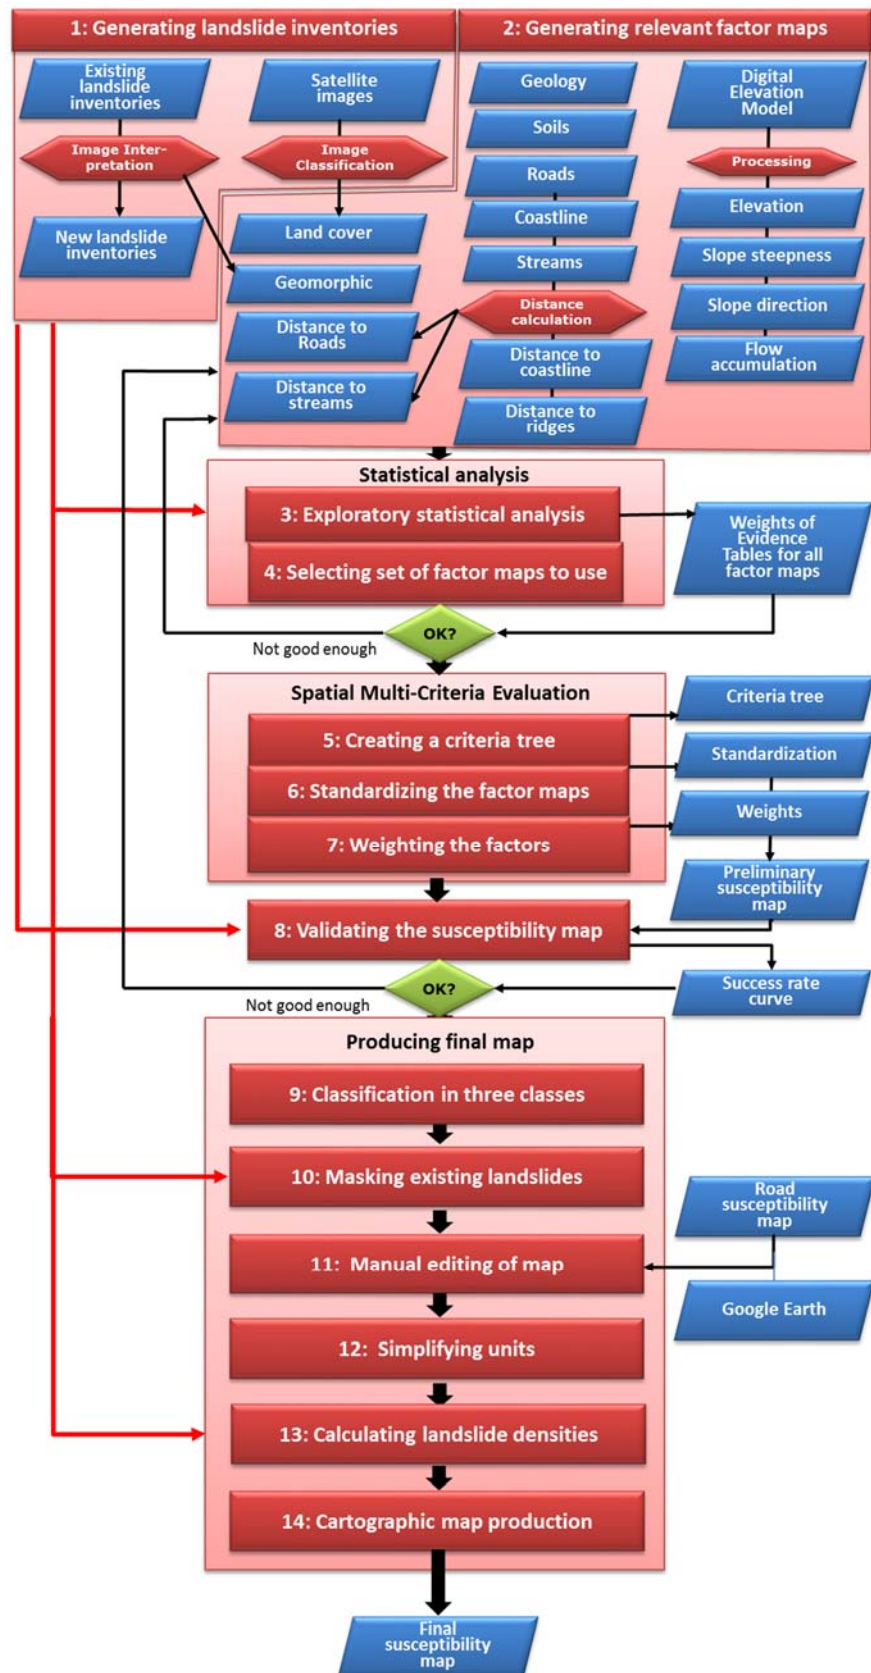 1: Generating landslide inventories
2: Generating relevant factor maps
Existing
landslide
inventories
Satellite
images
Image Inter-
pretation
Image
Classification
New landslide
inventories
Land cover
Geomorphic
Distance to
Roads
Distance to
streams
Geology
Soils
Roads
Coastline
Streams
Distance
calculation
Distance to
coastline
Distance to
ridges
Digital
Elevation
Model
Processing
Elevation
Slope steepness
Slope direction
Flow
accumulation
Statistical analysis
3: Exploratory statistical analysis
4: Selecting set of factor maps to use
Weights of
Evidence
Tables for all
factor maps
OK?
Not good enough
Spatial Multi-Criteria Evaluation
5: Creating a criteria tree
6: Standardizing the factor maps
7: Weighting the factors
Criteria tree
Standardization
Weights
Preliminary
susceptibility
map
8: Validating the susceptibility map
Success rate
curve
OK?
Not good enough
Producing final map
9: Classification in three classes
10: Masking existing landslides
11: Manual editing of map
Road
susceptibility
map
Google Earth
12: Simplifying units
13: Calculating landslide densities
14: Cartographic map production
Final
susceptibility
map